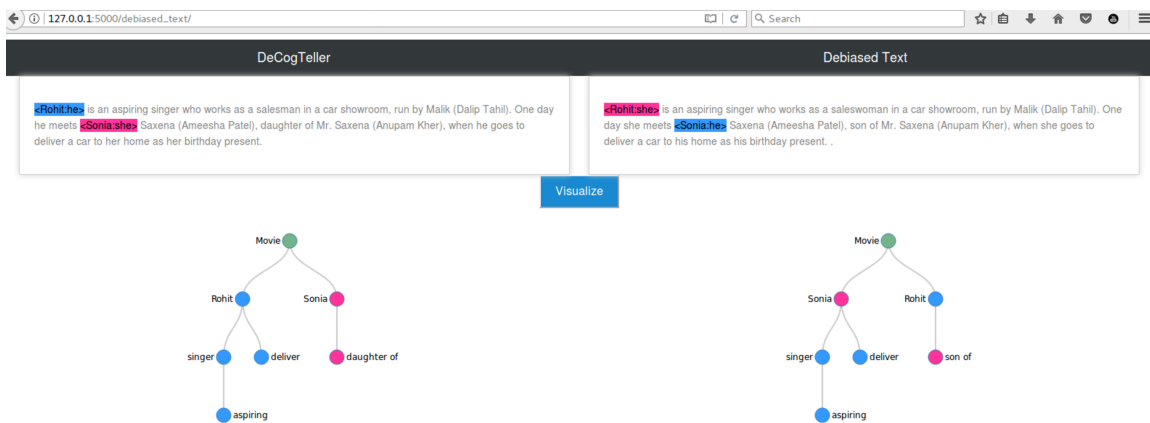 127.0.0.1:5000/debiased_text/
Search
DeCogTeller
<Rohit:he> is an aspiring singer who works as a salesman in a car showroom, run by Malik (Dalip Tahil). One day
he meets <Sonia:she> Saxena (Ameesha Patel), daughter of Mr. Saxena (Anupam Kher), when he goes to
deliver a car to her home as her birthday present.
Debiased Text
<Rohit:she> is an aspiring singer who works as a saleswoman in a car showroom, run by Malik (Dalip Tahil). One
day she meets <Sonia:he> Saxena (Ameesha Patel), son of Mr. Saxena (Anupam Kher), when she goes to
deliver a car to his home as his birthday present. .
Visualize
Movie
Rohit
Sonia
singer
deliver
daughter of
aspiring
Movie
Sonia
Rohit
singer
deliver
son of
aspiring